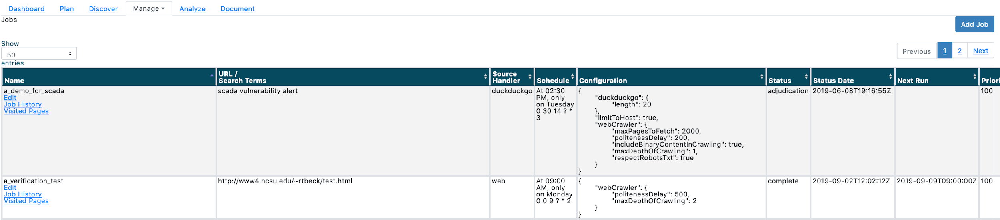 Dashboard Plan Discover Manage Analyze Document
Jobs
Add Job
Show
50
entries
Previous 1 2 Next
Name
URL /
Search Terms
Source
Handler
Schedule
Configuration
Status
Status Date
Next Run
Priori
a_demo_for_scada
Edit
Job History
Visited Pages
scada vulnerability alert
duckduckgo
At 02:30
PM, only
on Tuesday
0 30 14 ? *
3
{
"duckduckgo": {
"length": 20
},
"limitToHost": true,
"webCrawler": {
"maxPagesToFetch": 2000,
"politenessDelay": 200,
"includeBinaryContentInCrawling": true,
"maxDepthOfCrawling": 1,
"respectRobotsTxt": true
}
}
adjudication
2019-06-08T19:16:55Z
100
a_verification_test
Edit
Job History
Visited Pages
http://www4.ncsu.edu/~rtbeck/test.html
web
At 09:00
AM, only
on Monday
0 0 9 ? * 2
{
"webCrawler": {
"politenessDelay": 500,
"maxDepthOfCrawling": 2
}
}
complete
2019-09-02T12:02:12Z
2019-09-09T09:00:00Z
100